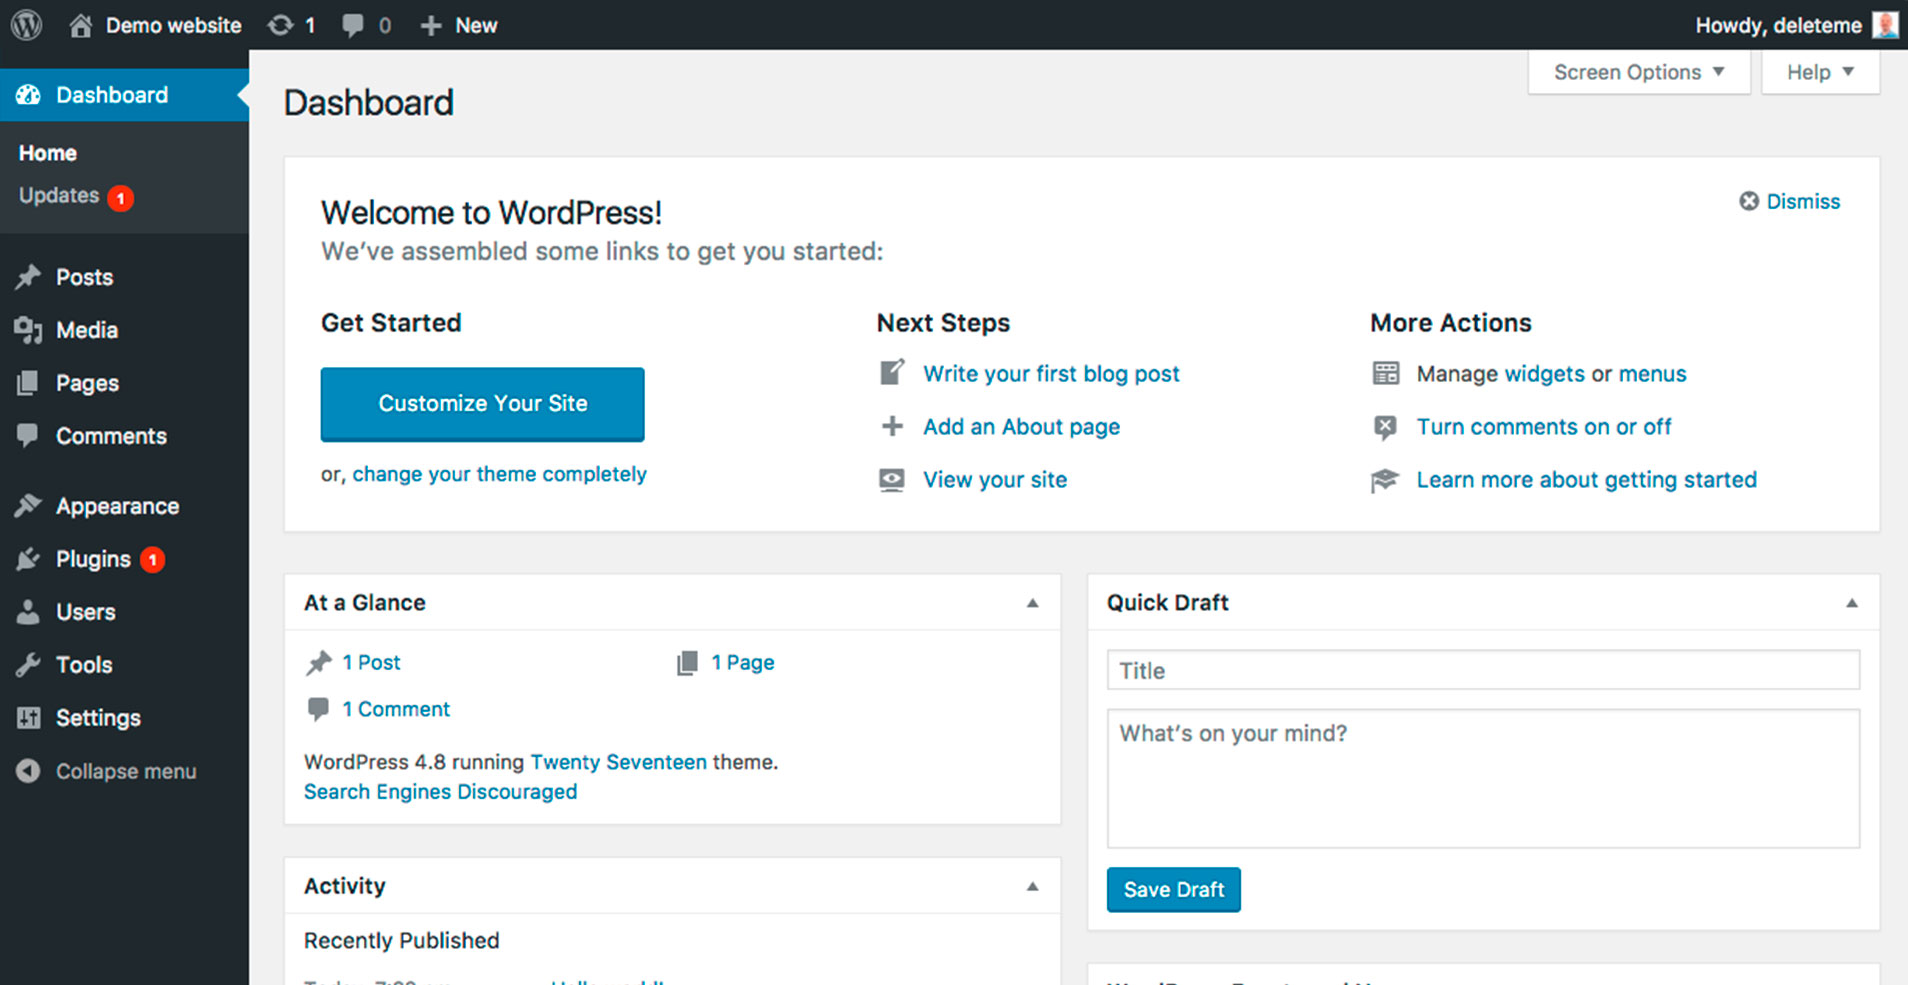 Demo website 1 0 New Howdy, deleteme
Dashboard
Home
Updates 1
Posts
Media
Pages
Comments
Appearance
Plugins 1
Users
Tools
Settings
Collapse menu
Screen Options Help
Dashboard
Welcome to WordPress!
Dismiss
We’ve assembled some links to get you started:
Get Started
Customize Your Site
or, change your theme completely
Next Steps
Write your first blog post
Add an About page
View your site
More Actions
Manage widgets or menus
Turn comments on or off
Learn more about getting started
At a Glance
1 Post 1 Page
1 Comment
WordPress 4.8 running Twenty Seventeen theme.
Search Engines Discouraged
Activity
Recently Published
Quick Draft
Title
What’s on your mind?
Save Draft